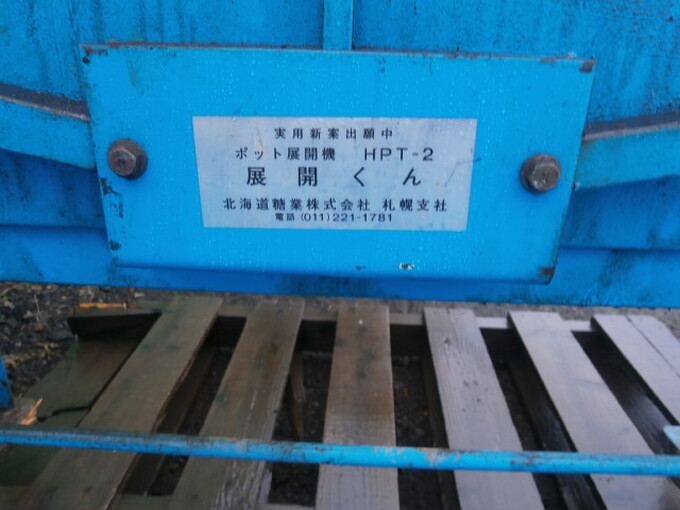 実用新案出願中
ポット展開機 HPT-2
展開くん
北海道糖業株式会社 札幌支社
電話 (011)221-1781